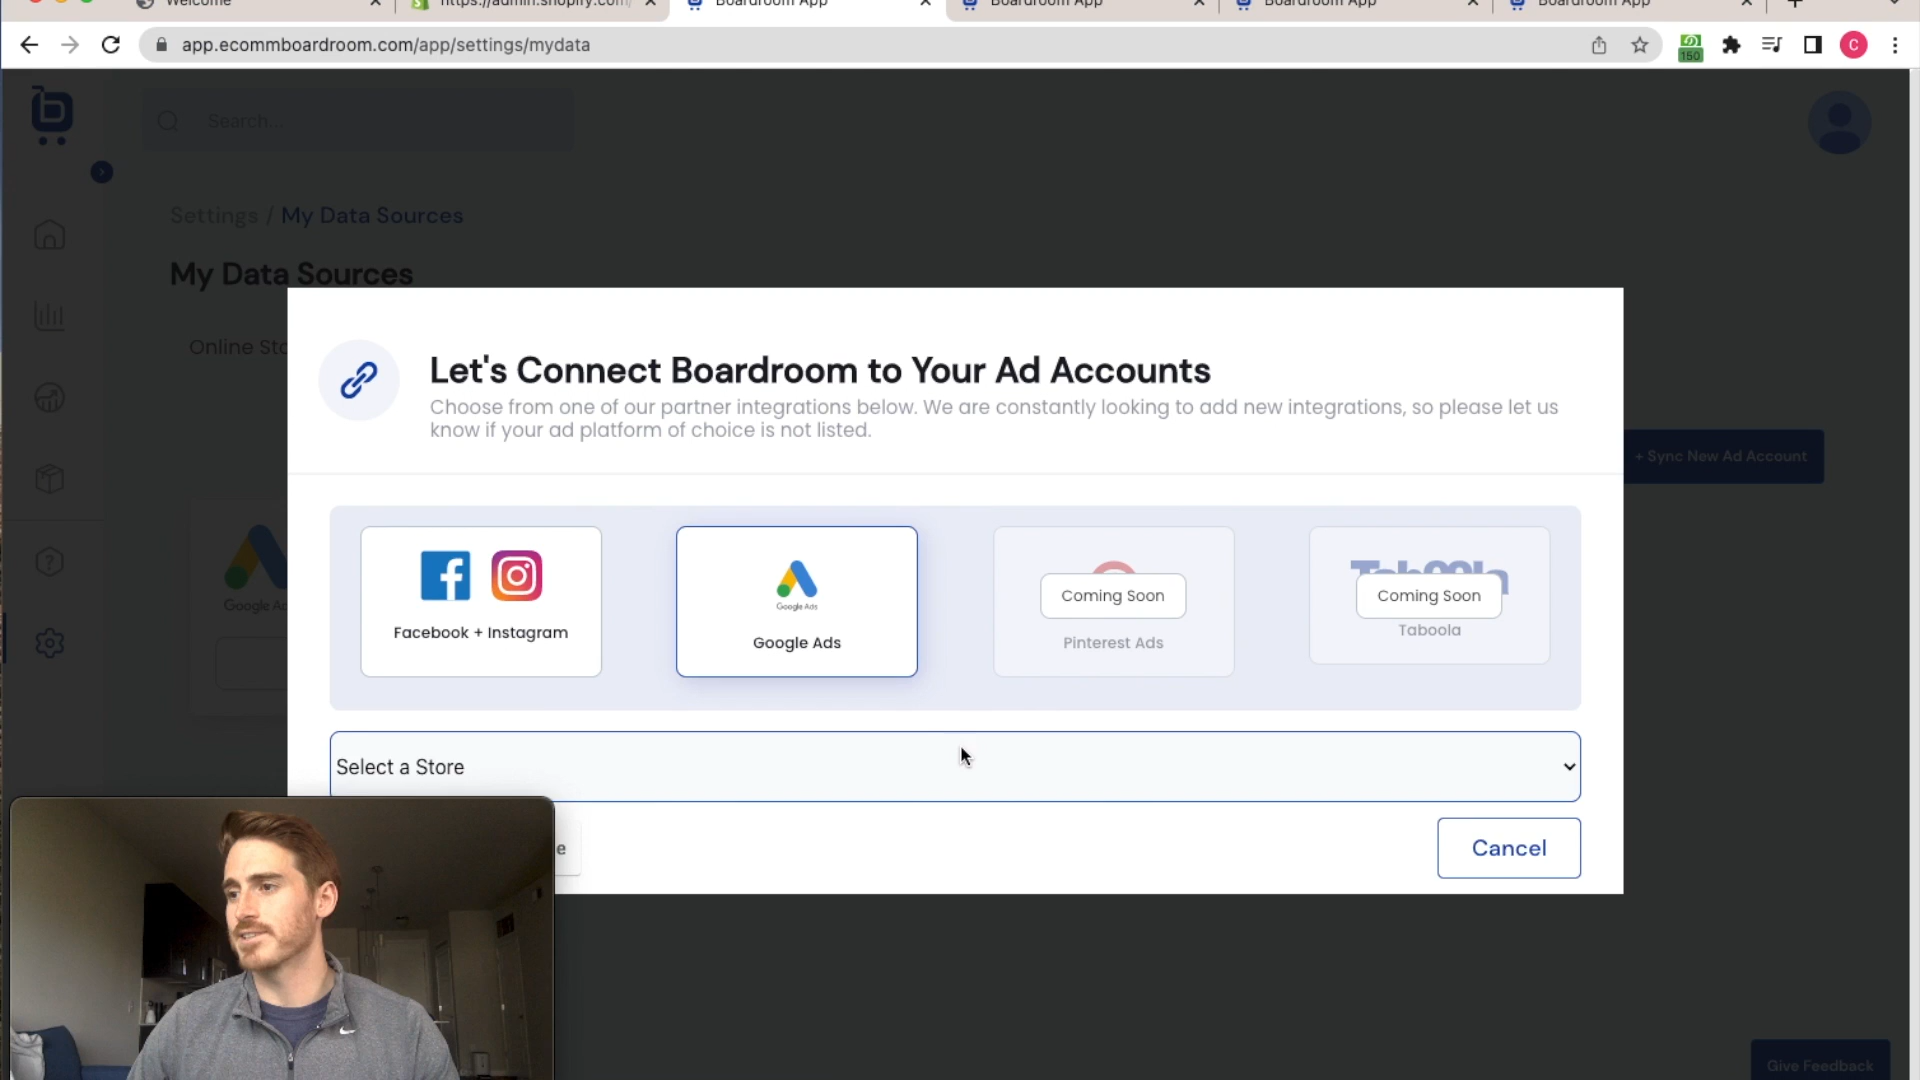 Welcome
https://admin.shopify.com/
Boardroom App
Boardroom App
Boardroom App
Boardroom App
app.ecommboardroom.com/app/settings/mydata
150
C
Search...
Settings / My Data Sources
My Data Sources
Online Sto
Let's Connect Boardroom to Your Ad Accounts
Choose from one of our partner integrations below. We are constantly looking to add new integrations, so please let us
know if your ad platform of choice is not listed.
+ Sync New Ad Account
Google Ad
Facebook + Instagram
Google Ads
Google Ads
Coming Soon
Pinterest Ads
Taboola
Coming Soon
Taboola
Select a Store
e
Cancel
Give Feedback